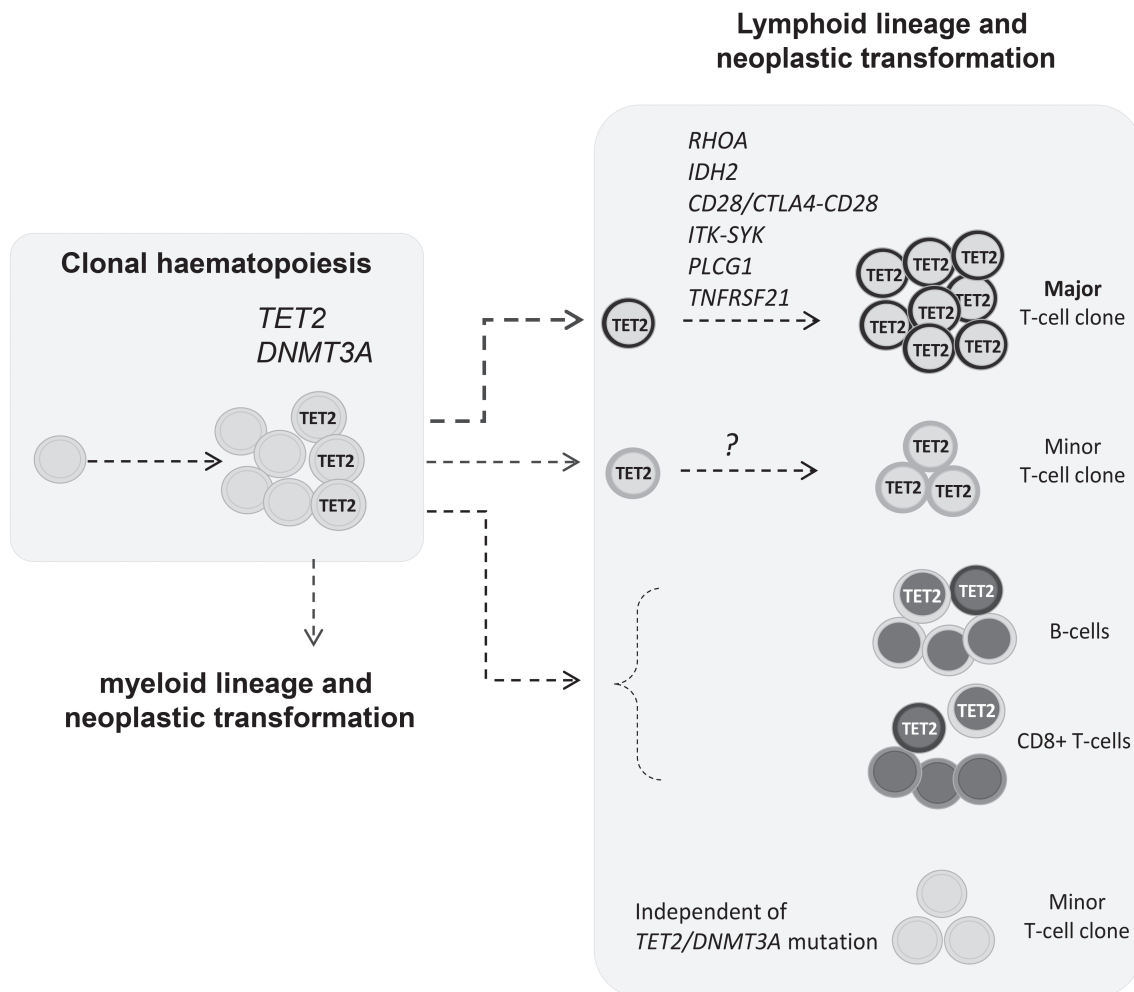 Lymphoid lineage and
neoplastic transformation
Clonal haematopoiesis
TET2
DNMT3A
TET2
TET2
TET2
myeloid lineage and
neoplastic transformation
RHOA
IDH2
CD28/CTLA4-CD28
ITK-SYK
PLCG1
TNFRSF21
TET2
TET2
TET2
TET2
TET2
TET2
TET2
TET2
TET2
Major
T-cell clone
TET2
?
TET2
TET2
TET2
Minor
T-cell clone
TET2
TET2
B-cells
TET2
TET2
CD8+ T-cells
Independent of
TET2/DNMT3A mutation
Minor
T-cell clone